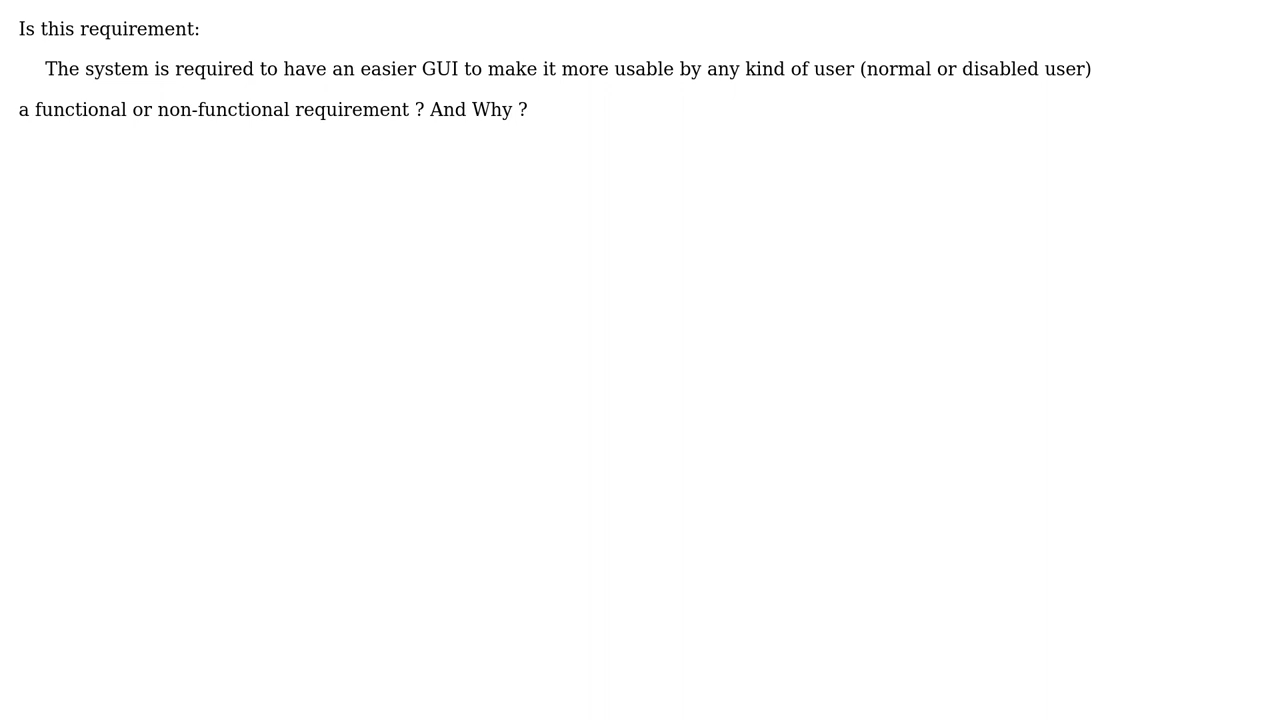 Is this requirement:
The system is required to have an easier GUI to make it more usable by any kind of user (normal or disabled user)
a functional or non-functional requirement ? And Why ?